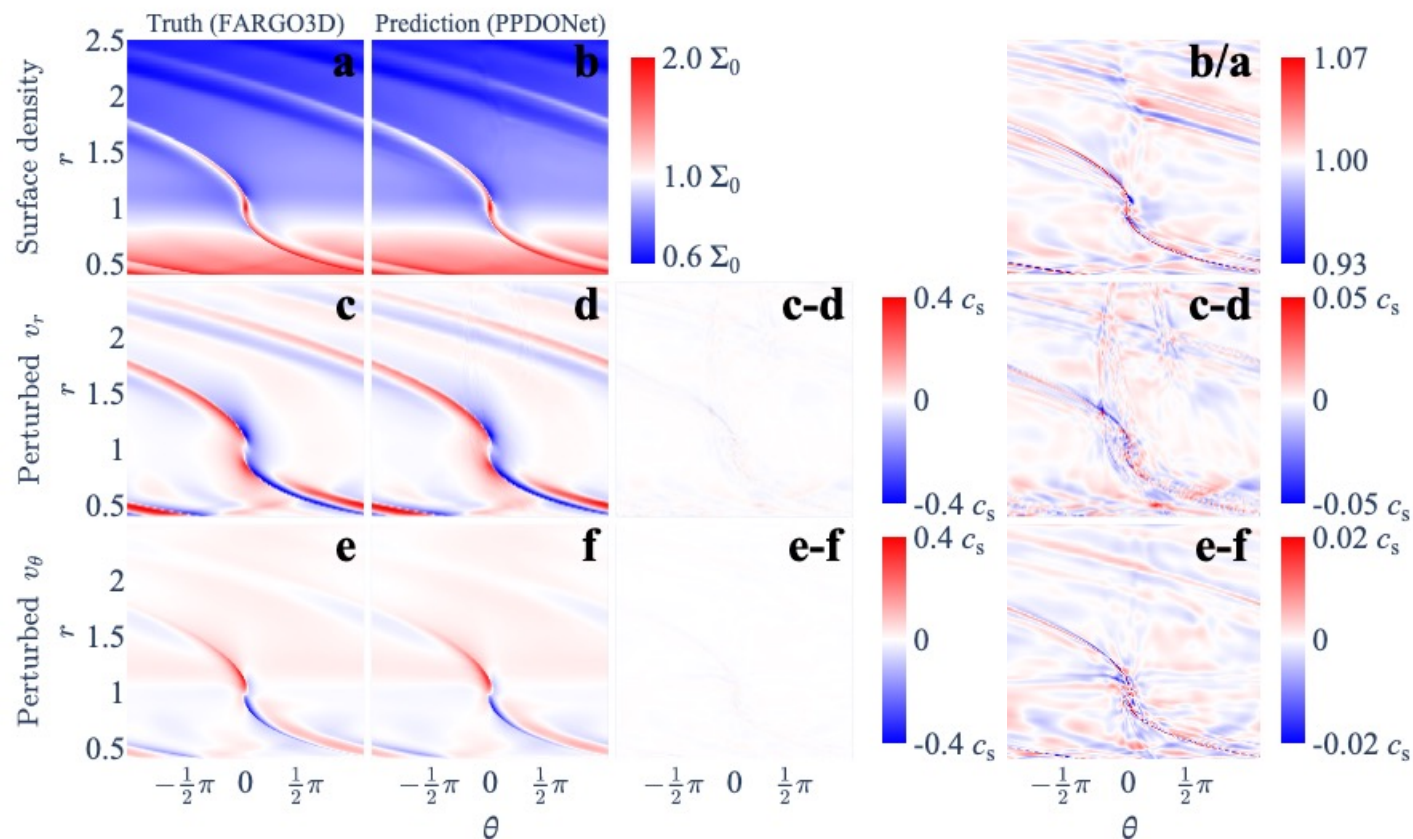 Truth (FARGO3D) Prediction (PPDONet)
Surface density
r
2.5
2
1.5
1
0.5
a
b
2.0 Σ₀
1.0 Σ₀
0.6 Σ₀
b/a
1.07
1.00
0.93
Perturbed vᵣ
r
2
1.5
1
0.5
c
d
c-d
0.4 cₛ
0
-0.4 cₛ
c-d
0.05 cₛ
0
-0.05 cₛ
Perturbed v_θ
r
2
1.5
1
0.5
e
f
e-f
0.4 cₛ
0
-0.4 cₛ
e-f
0.02 cₛ
0
-0.02 cₛ
−½π 0 ½π −½π 0 ½π −½π 0 ½π −½π 0 ½π
θ θ